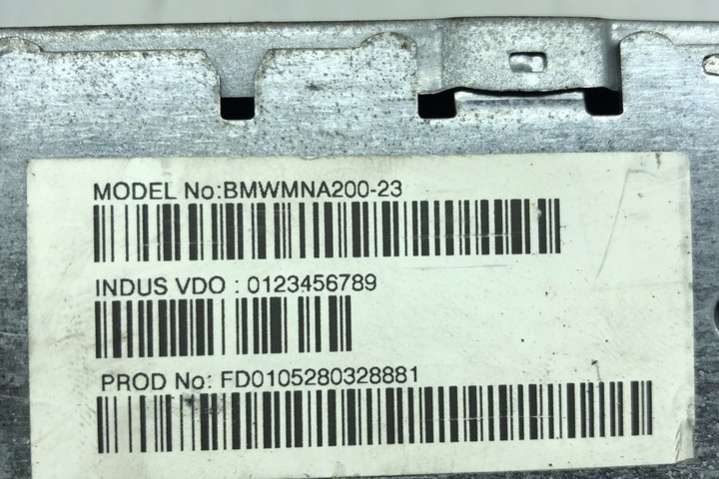 MODEL No:BMWMNA200-23
INDUS VDO : 0123456789
PROD No: FD0105280328881